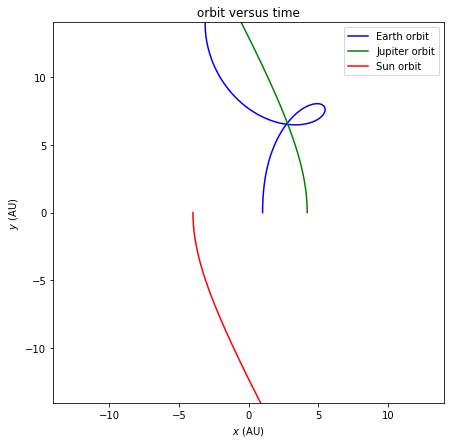 orbit versus time
Earth orbit
Jupiter orbit
Sun orbit
10
5
0
−5
−10
y (AU)
−10
−5
0
5
10
x (AU)